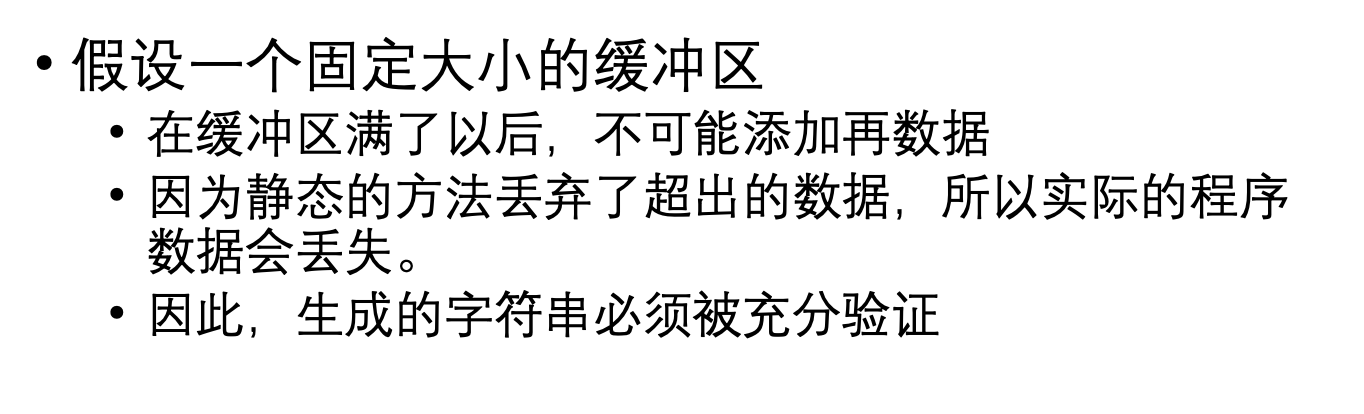 • 假设一个固定大小的缓冲区
• 在缓冲区满了以后，不可能添加再数据
• 因为静态的方法丢弃了超出的数据，所以实际的程序
数据会丢失。
• 因此，生成的字符串必须被充分验证